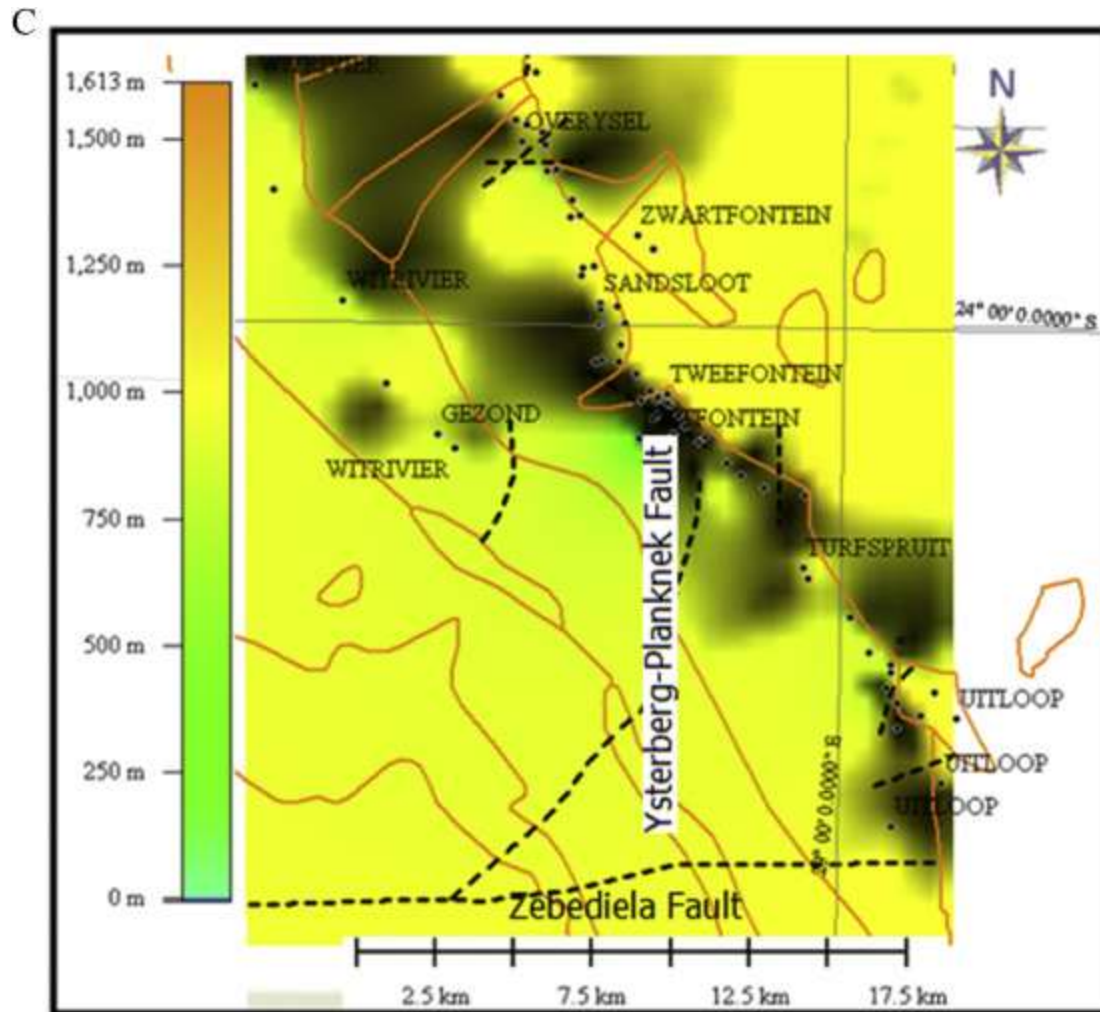 C
1,613 m
1,500 m
1,250 m
1,000 m
750 m
500 m
250 m
0 m
N
OVERYSEL
ZWARTFONTEIN
WITRIVIER
SANDSLOOT
24° 00' 0.0000" S
TWEEFONTEIN
GEZOND
WITRIVIER
TURFSPRUIT
Ysterberg-Planknek Fault
UITLOOP
UITLOOP
UITLOOP
Zebediela Fault
2.5 km
7.5 km
12.5 km
17.5 km